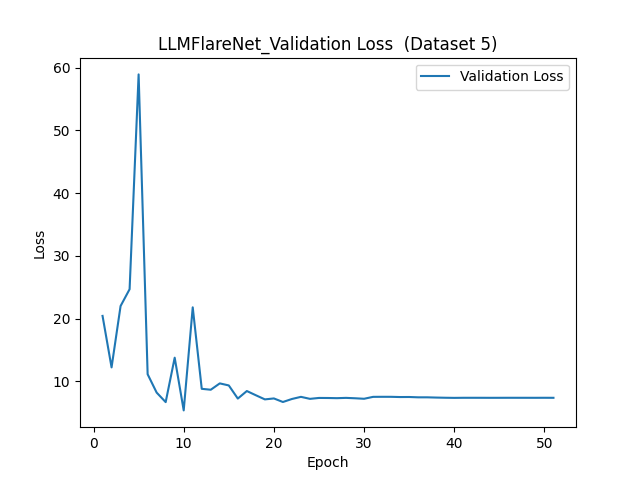 LLMFlareNet_Validation Loss (Dataset 5)
Validation Loss
Loss
60
50
40
30
20
10
0 10 20 30 40 50
Epoch